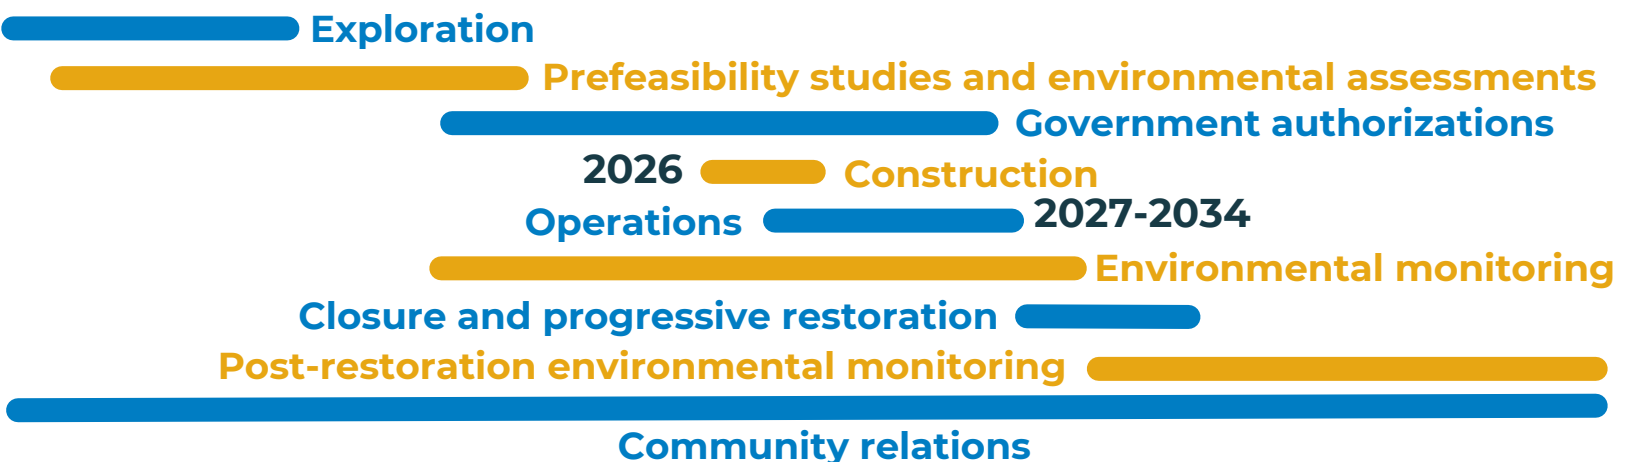 Exploration
Prefeasibility studies and environmental assessments
Government authorizations
2026 Construction
Operations 2027-2034
Environmental monitoring
Closure and progressive restoration
Post-restoration environmental monitoring
Community relations